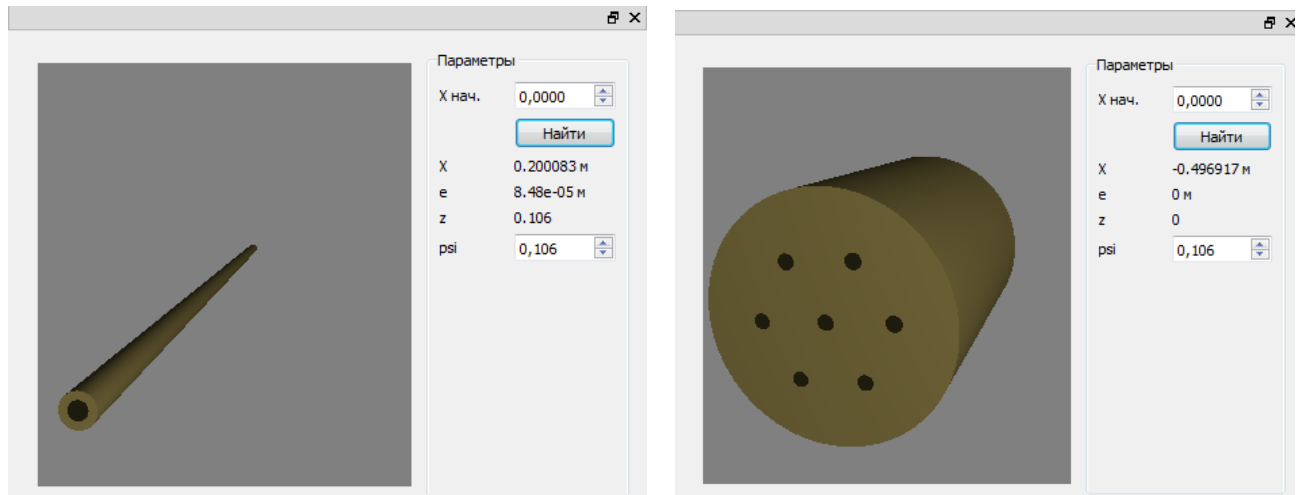 Параметры
X нач. 0,0000
Найти
X 0.200083 м
e 8.48e-05 м
z 0.106
psi 0,106
Параметры
X нач. 0,0000
Найти
X -0.496917 м
e 0 м
z 0
psi 0,106